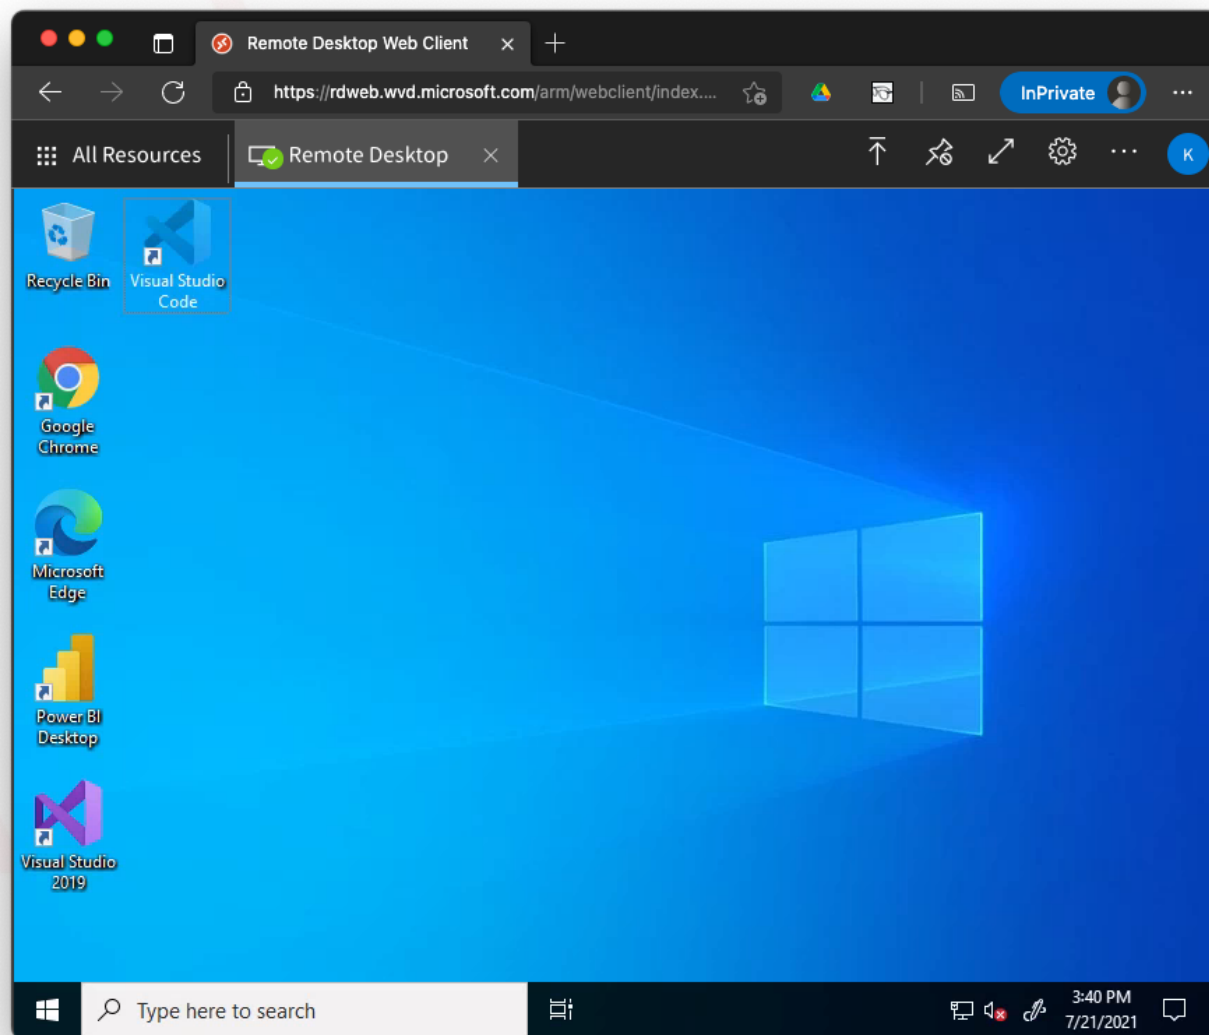 Remote Desktop Web Client
https://rdweb.wvd.microsoft.com/arm/webclient/index....
InPrivate
All Resources
Remote Desktop
K
Recycle Bin
Visual Studio
Code
Google
Chrome
Microsoft
Edge
Power BI
Desktop
Visual Studio
2019
Type here to search
3:40 PM
7/21/2021